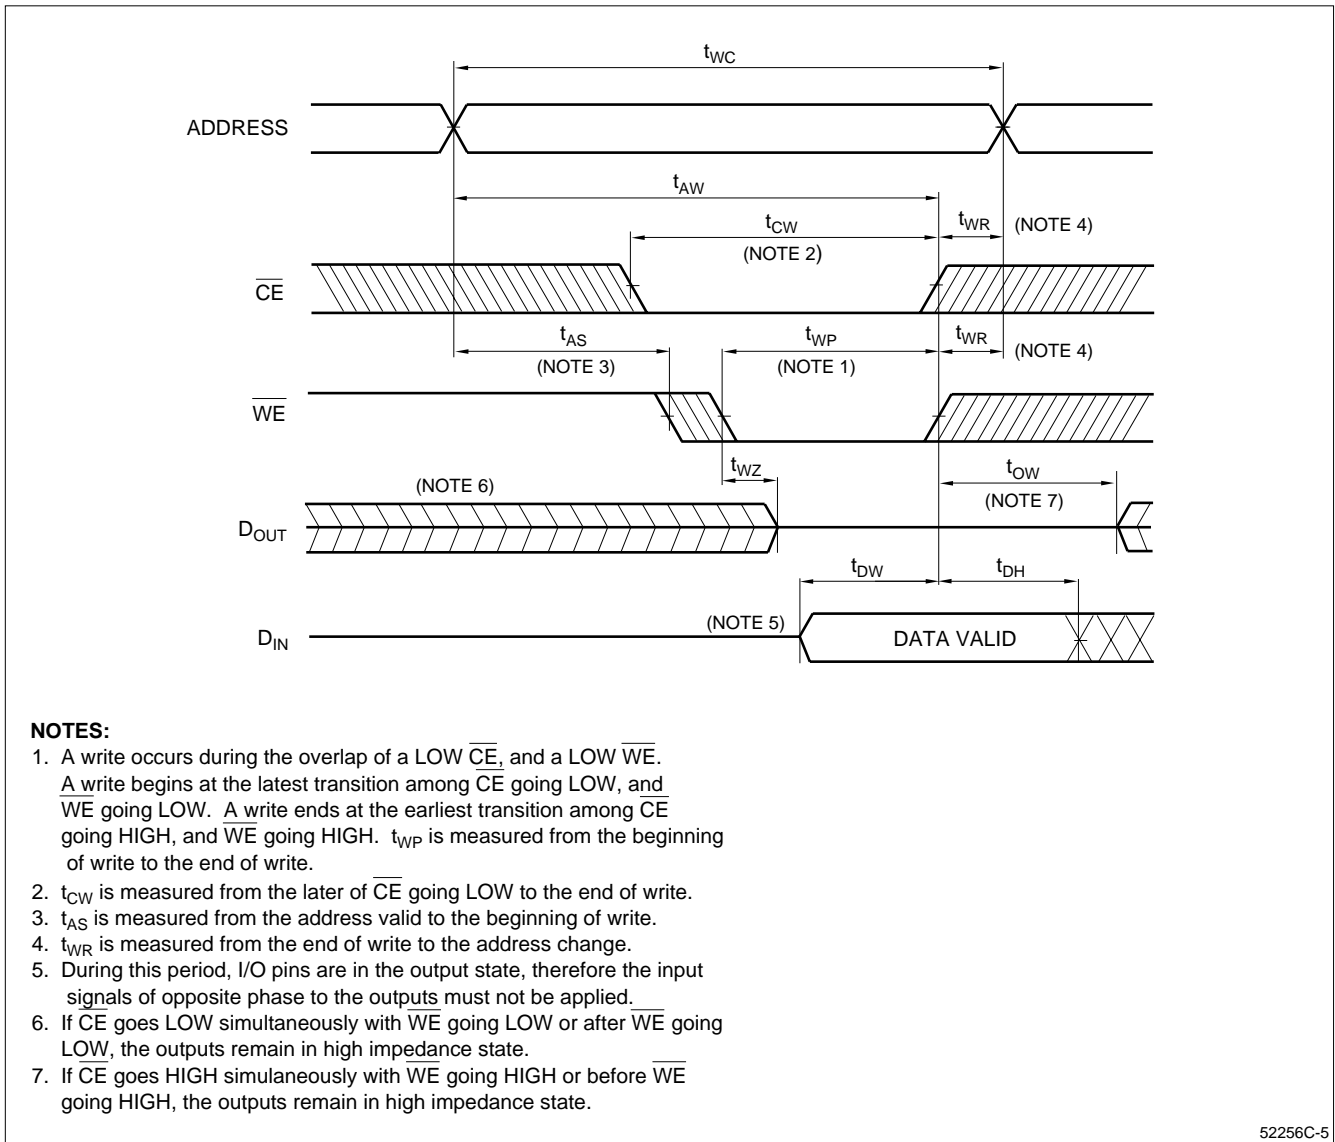 tWC
ADDRESS
tAW
tCW
(NOTE 2)
tWR
(NOTE 4)
CE
tAS
(NOTE 3)
tWP
(NOTE 1)
tWR
(NOTE 4)
WE
tWZ
tOW
(NOTE 6)
(NOTE 7)
DOUT
tDW
tDH
(NOTE 5)
DIN
DATA VALID
NOTES:
1. A write occurs during the overlap of a LOW CE, and a LOW WE.
A write begins at the latest transition among CE going LOW, and
WE going LOW. A write ends at the earliest transition among CE
going HIGH, and WE going HIGH. tWP is measured from the beginning
of write to the end of write.
2. tCW is measured from the later of CE going LOW to the end of write.
3. tAS is measured from the address valid to the beginning of write.
4. tWR is measured from the end of write to the address change.
5. During this period, I/O pins are in the output state, therefore the input
signals of opposite phase to the outputs must not be applied.
6. If CE goes LOW simultaneously with WE going LOW or after WE going
LOW, the outputs remain in high impedance state.
7. If CE goes HIGH simulaneously with WE going HIGH or before WE
going HIGH, the outputs remain in high impedance state.
52256C-5